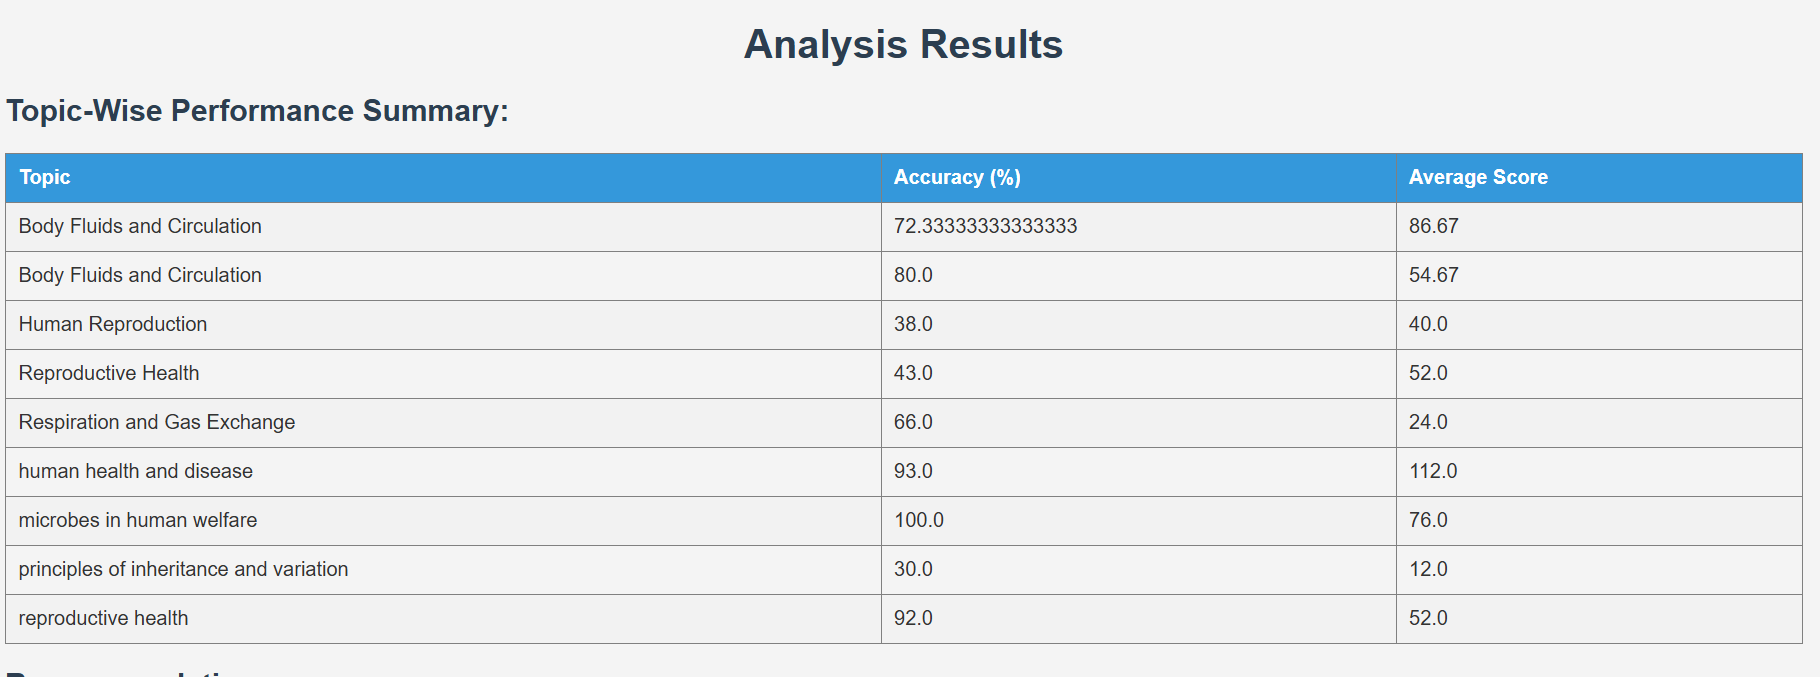 Analysis Results
Topic-Wise Performance Summary:
Topic Accuracy (%) Average Score
Body Fluids and Circulation 72.33333333333333 86.67
Body Fluids and Circulation 80.0 54.67
Human Reproduction 38.0 40.0
Reproductive Health 43.0 52.0
Respiration and Gas Exchange 66.0 24.0
human health and disease 93.0 112.0
microbes in human welfare 100.0 76.0
principles of inheritance and variation 30.0 12.0
reproductive health 92.0 52.0